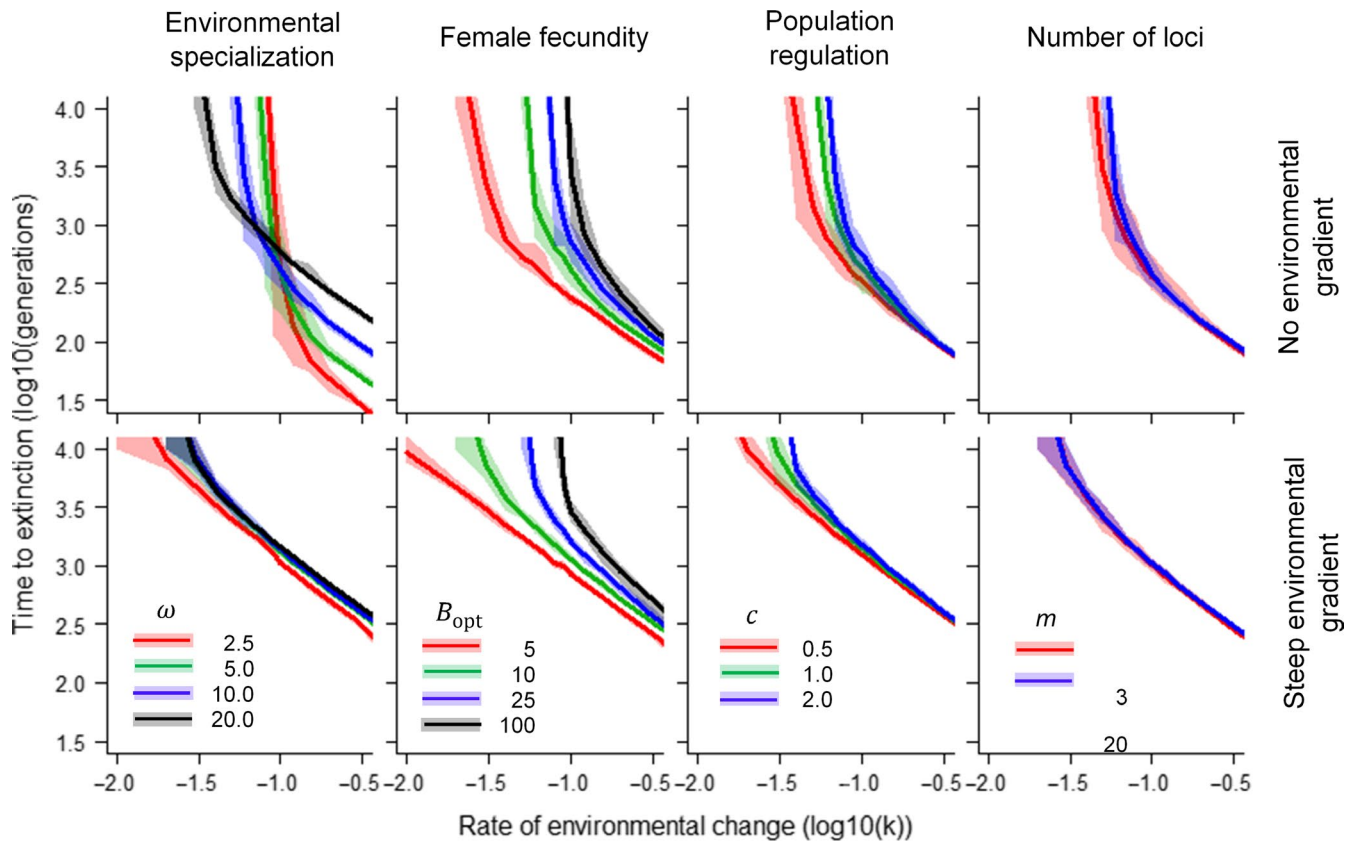 Environmental
specialization
Female fecundity
Population
regulation
Number of loci
Time to extinction (log10(generations)
4.0
3.5
3.0
2.5
2.0
1.5
No environmental
gradient
4.0
3.5
3.0
2.5
2.0
1.5
ω
2.5
5.0
10.0
20.0
B_opt
5
10
25
100
c
0.5
1.0
2.0
m
3
20
Steep environmental
gradient
−2.0 −1.5 −1.0 −0.5
−2.0 −1.5 −1.0 −0.5
−2.0 −1.5 −1.0 −0.5
−2.0 −1.5 −1.0 −0.5
Rate of environmental change (log10(k))